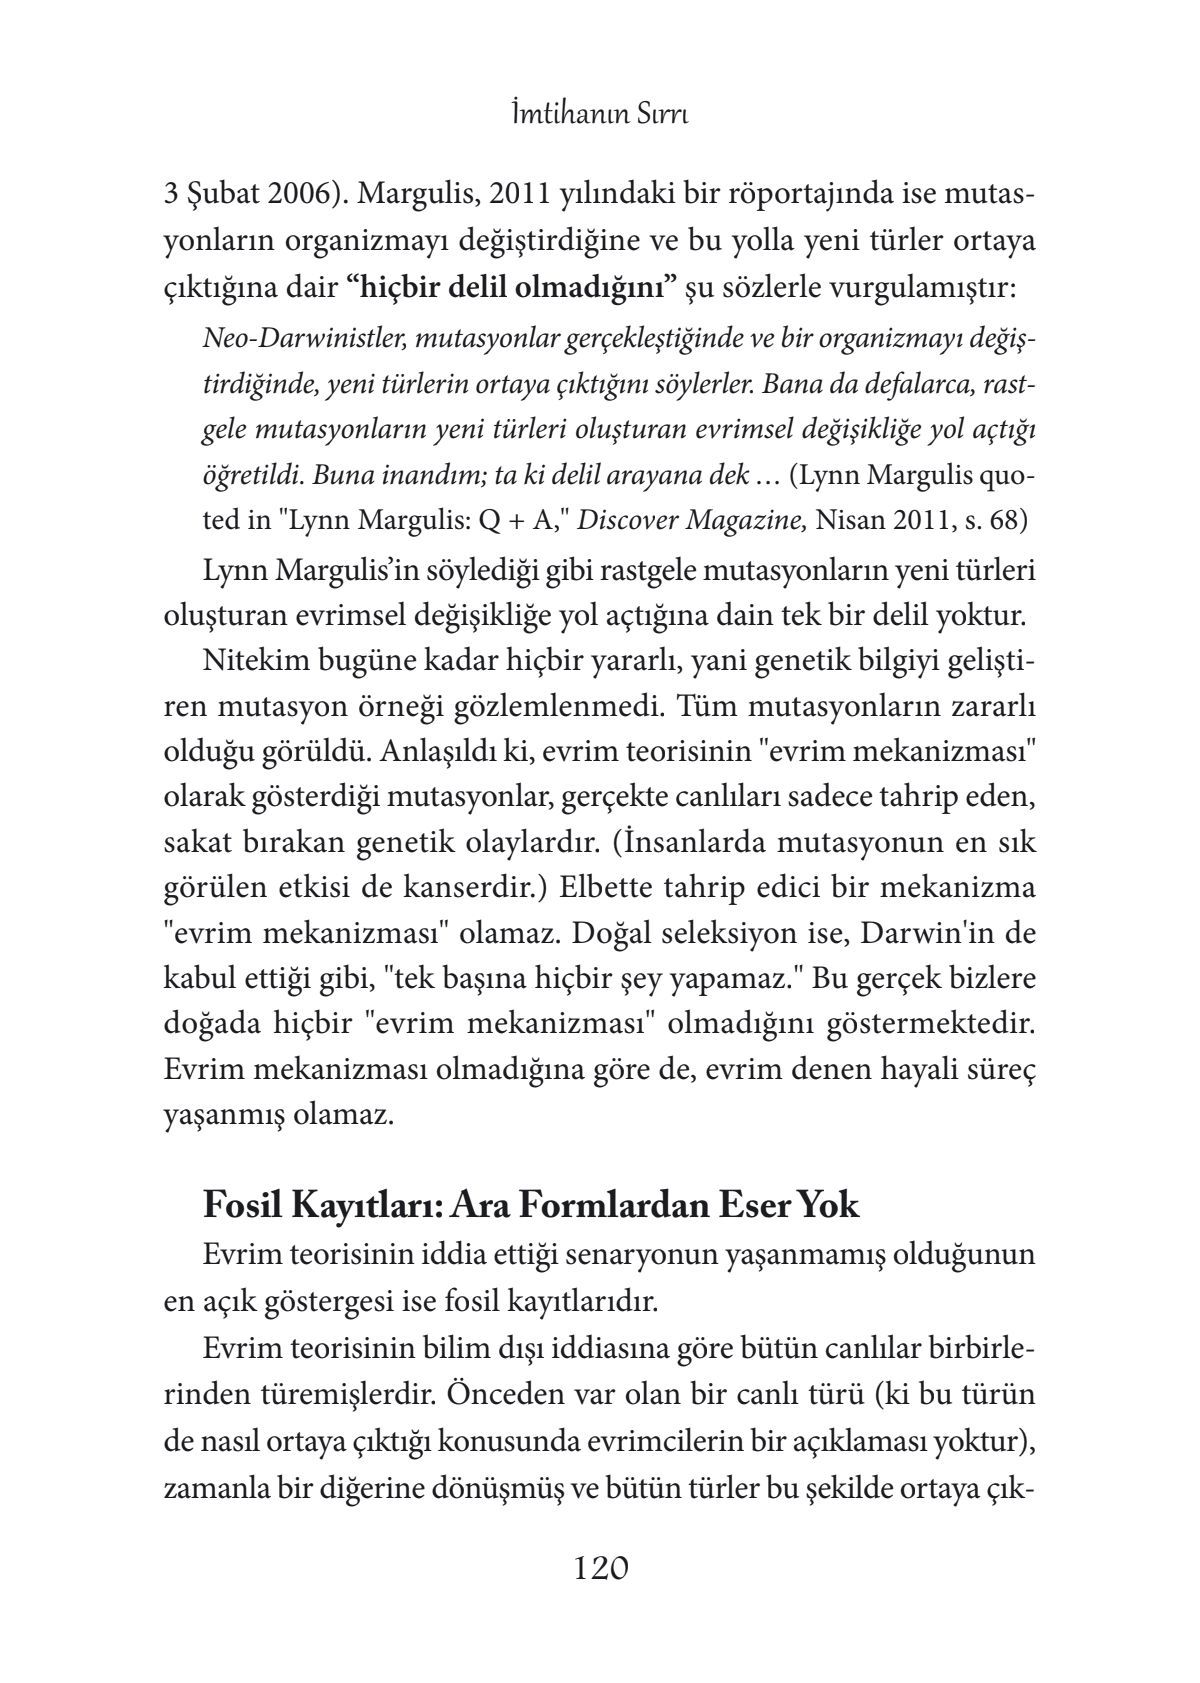 İmtihanın Sırrı
3 Şubat 2006). Margulis, 2011 yılındaki bir röportajında ise mutas-
yonların organizmayı değiştirdiğine ve bu yolla yeni türler ortaya
çıktığına dair “hiçbir delil olmadığını” şu sözlerle vurgulamıştır:
Neo-Darwinistler, mutasyonlar gerçekleştiğinde ve bir organizmayı değiş-
tirdiğinde, yeni türlerin ortaya çıktığını söylerler. Bana da defalarca, rast-
gele mutasyonların yeni türleri oluşturan evrimsel değişikliğe yol açtığı
öğretildi. Buna inandım; ta ki delil arayana dek … (Lynn Margulis quo-
ted in "Lynn Margulis: Q + A," Discover Magazine, Nisan 2011, s. 68)
Lynn Margulis’in söylediği gibi rastgele mutasyonların yeni türleri
oluşturan evrimsel değişikliğe yol açtığına dain tek bir delil yoktur.
Nitekim bugüne kadar hiçbir yararlı, yani genetik bilgiyi gelişti-
ren mutasyon örneği gözlemlenmedi. Tüm mutasyonların zararlı
olduğu görüldü. Anlaşıldı ki, evrim teorisinin "evrim mekanizması"
olarak gösterdiği mutasyonlar, gerçekte canlıları sadece tahrip eden,
sakat bırakan genetik olaylardır. (İnsanlarda mutasyonun en sık
görülen etkisi de kanserdir.) Elbette tahrip edici bir mekanizma
"evrim mekanizması" olamaz. Doğal seleksiyon ise, Darwin'in de
kabul ettiği gibi, "tek başına hiçbir şey yapamaz." Bu gerçek bizlere
doğada hiçbir "evrim mekanizması" olmadığını göstermektedir.
Evrim mekanizması olmadığına göre de, evrim denen hayali süreç
yaşanmış olamaz.
Fosil Kayıtları: Ara Formlardan Eser Yok
Evrim teorisinin iddia ettiği senaryonun yaşanmamış olduğunun
en açık göstergesi ise fosil kayıtlarıdır.
Evrim teorisinin bilim dışı iddiasına göre bütün canlılar birbirle-
rinden türemişlerdir. Önceden var olan bir canlı türü (ki bu türün
de nasıl ortaya çıktığı konusunda evrimcilerin bir açıklaması yoktur),
zamanla bir diğerine dönüşmüş ve bütün türler bu şekilde ortaya çık-
120